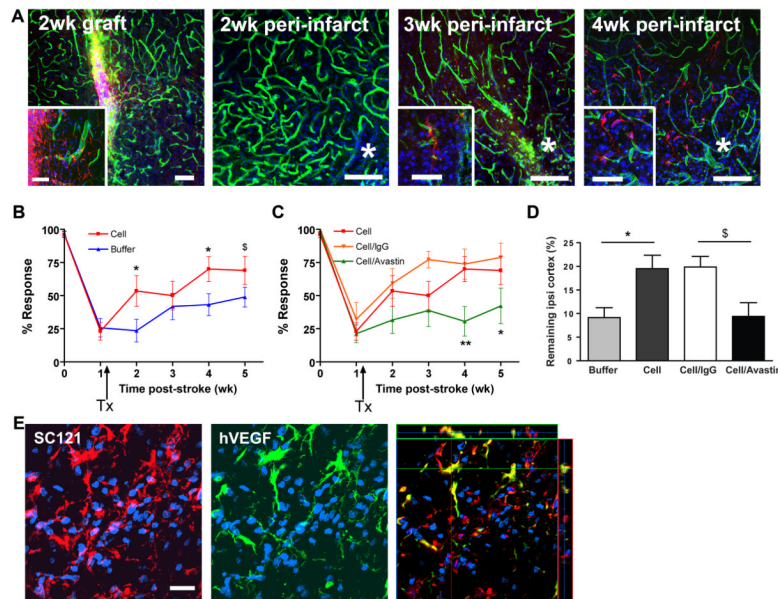 A
2wk graft
2wk peri-infarct
3wk peri-infarct
4wk peri-infarct
*
*
*
B
% Response
100
75
50
25
0
Cell
Buffer
*
*
$
0 1 2 3 4 5
Time post-stroke (wk)
Tx
C
% Response
100
75
50
25
0
Cell
Cell/IgG
Cell/Avastin
**
*
0 1 2 3 4 5
Time post-stroke (wk)
Tx
D
Remaining ipsi cortex (%)
25
20
15
10
5
0
*
$
Buffer Cell Cell/IgG Cell/Avastin
E
SC121
hVEGF